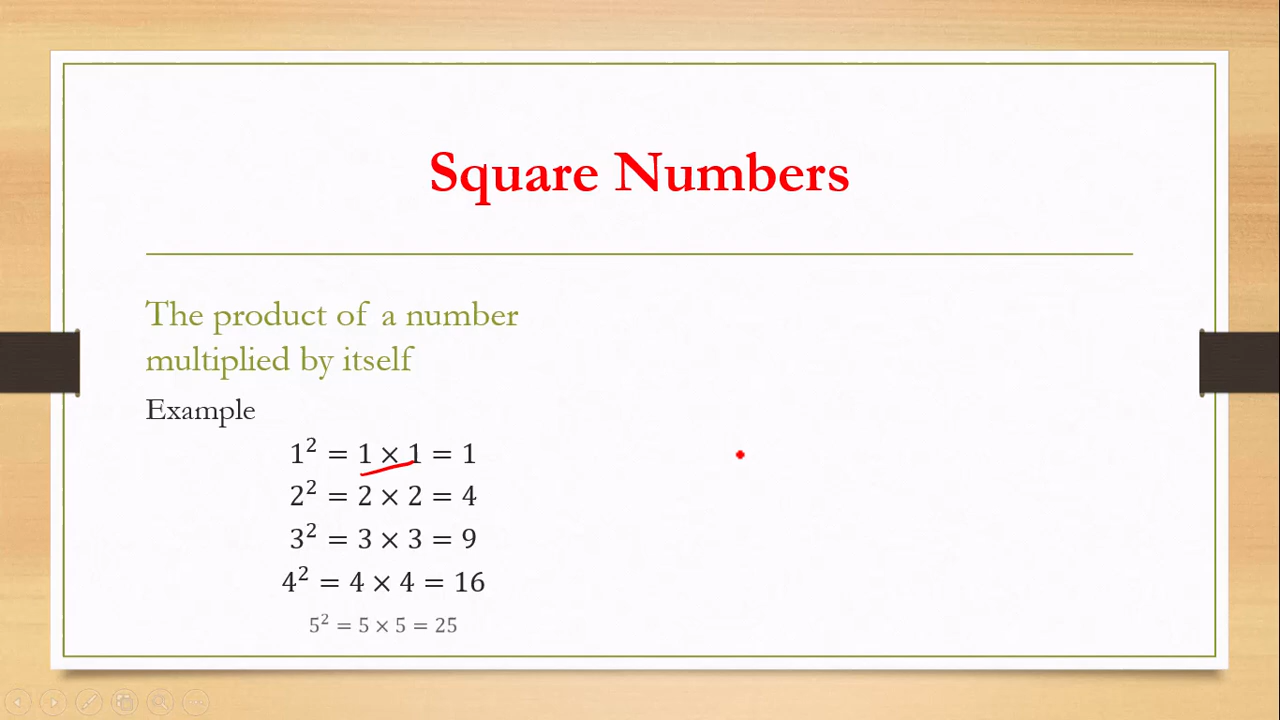 Square Numbers
The product of a number
multiplied by itself
Example
1² = 1 × 1 = 1
2² = 2 × 2 = 4
3² = 3 × 3 = 9
4² = 4 × 4 = 16
5² = 5 × 5 = 25